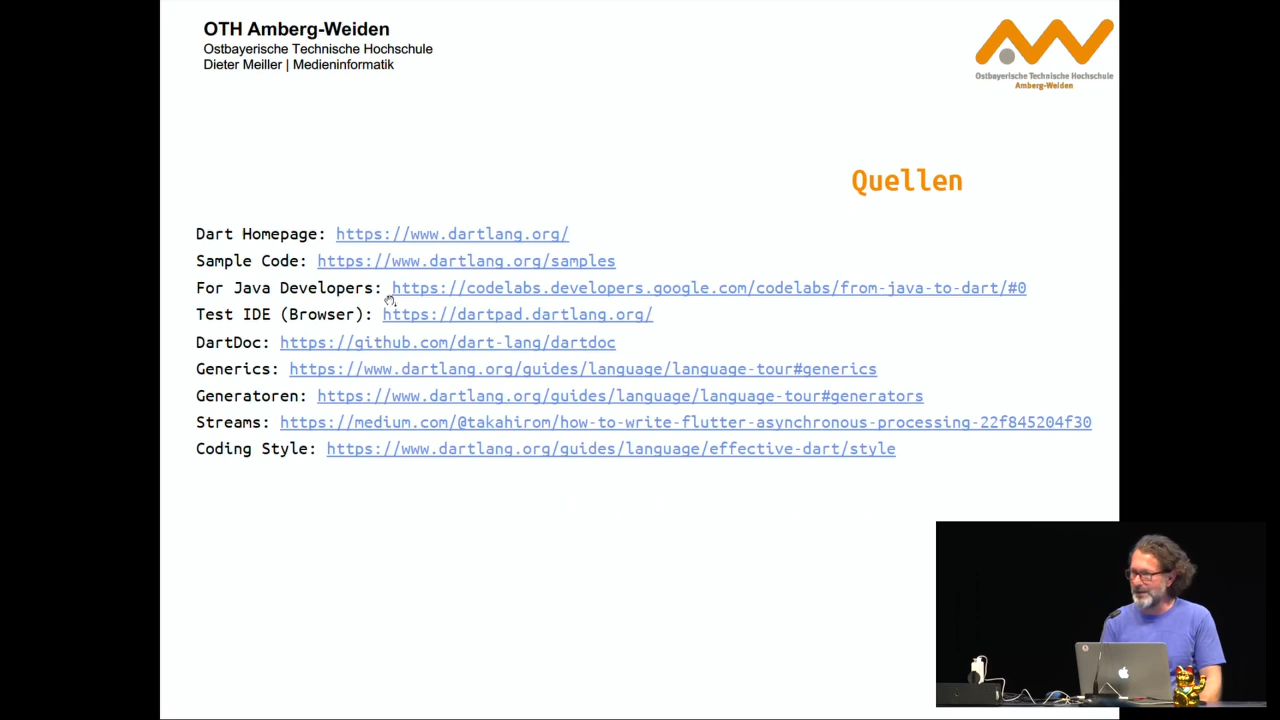 OTH Amberg-Weiden
Ostbayerische Technische Hochschule
Dieter Meiller | Medieninformatik
Ostbayerische Technische Hochschule
Amberg-Weiden
Quellen
Dart Homepage: https://www.dartlang.org/
Sample Code: https://www.dartlang.org/samples
For Java Developers: https://codelabs.developers.google.com/codelabs/from-java-to-dart/#0
Test IDE (Browser): https://dartpad.dartlang.org/
DartDoc: https://github.com/dart-lang/dartdoc
Generics: https://www.dartlang.org/guides/language/language-tour#generics
Generatoren: https://www.dartlang.org/guides/language/language-tour#generators
Streams: https://medium.com/@takahirom/how-to-write-flutter-asynchronous-processing-22f845204f30
Coding Style: https://www.dartlang.org/guides/language/effective-dart/style